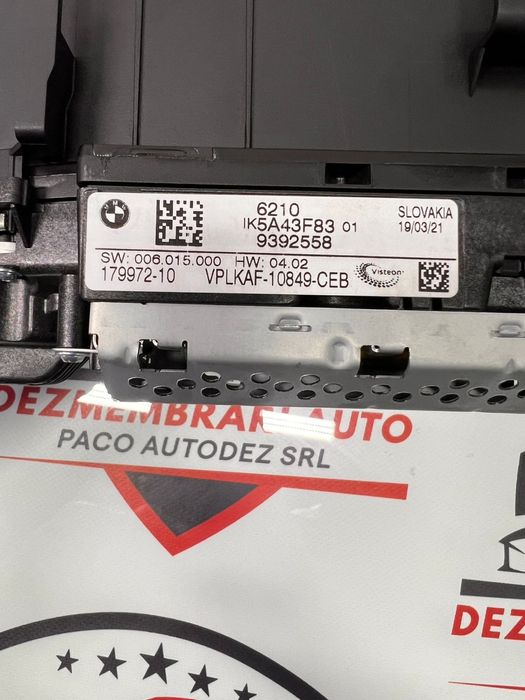 6210
IK5A43F83 01
9392558
SLOVAKIA
19/03/21
SW: 006.015.000 HW: 04.02
179972-10 VPLKAF-10849-CEB
Visteon
DEZMEMBRARI AUTO
PACO AUTODEZ SRL
DEZ